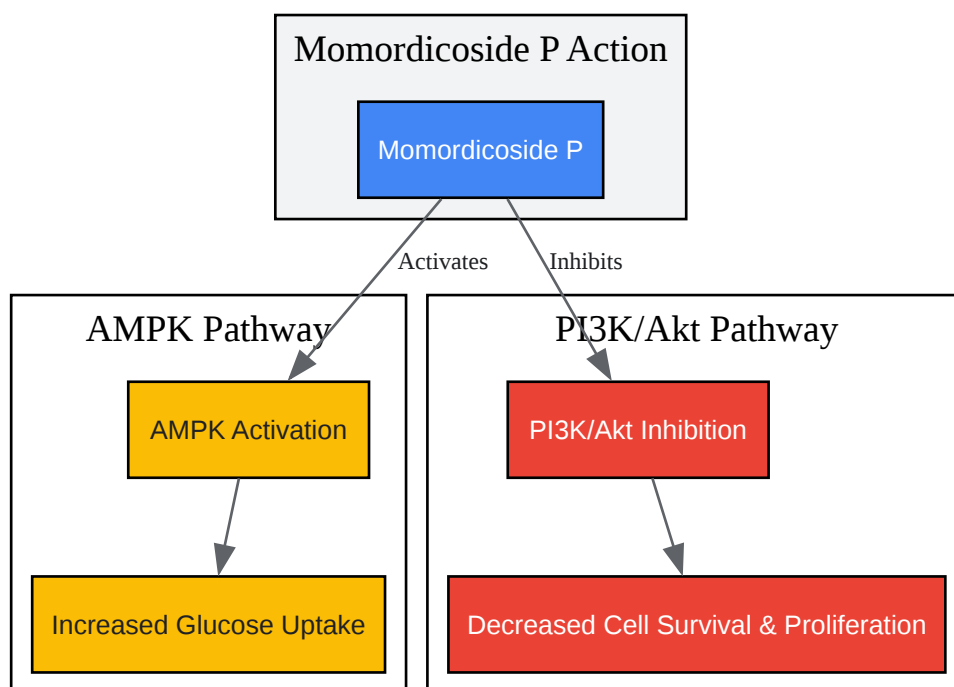 Momordicoside P Action
Momordicoside P
Activates
Inhibits
AMPK Pathway
PI3K/Akt Pathway
AMPK Activation
PI3K/Akt Inhibition
Increased Glucose Uptake
Decreased Cell Survival & Proliferation